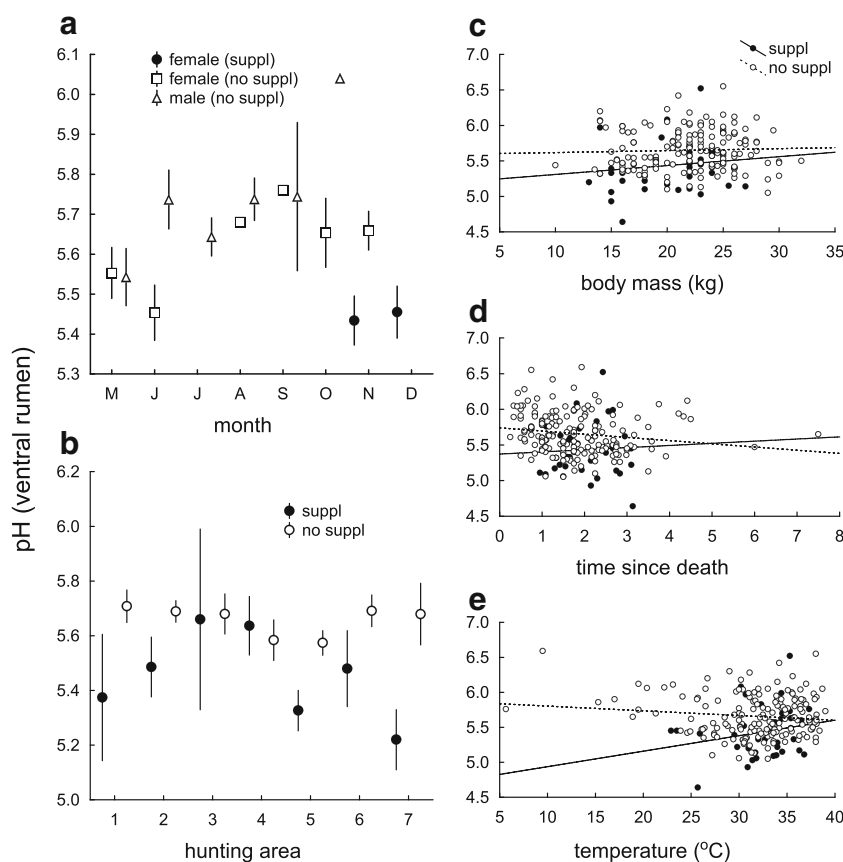 a
female (suppl)
female (no suppl)
male (no suppl)
6.1
6.0
5.9
5.8
5.7
5.6
5.5
5.4
5.3
M J J A S O N D
month
pH (ventral rumen)
b
suppl
no suppl
6.2
6.0
5.8
5.6
5.4
5.2
5.0
1 2 3 4 5 6 7
hunting area
c
suppl
no suppl
7.0
6.5
6.0
5.5
5.0
4.5
5 10 15 20 25 30 35
body mass (kg)
d
7.0
6.5
6.0
5.5
5.0
4.5
0 1 2 3 4 5 6 7 8
time since death
e
7.0
6.5
6.0
5.5
5.0
4.5
5 10 15 20 25 30 35 40
temperature (oC)